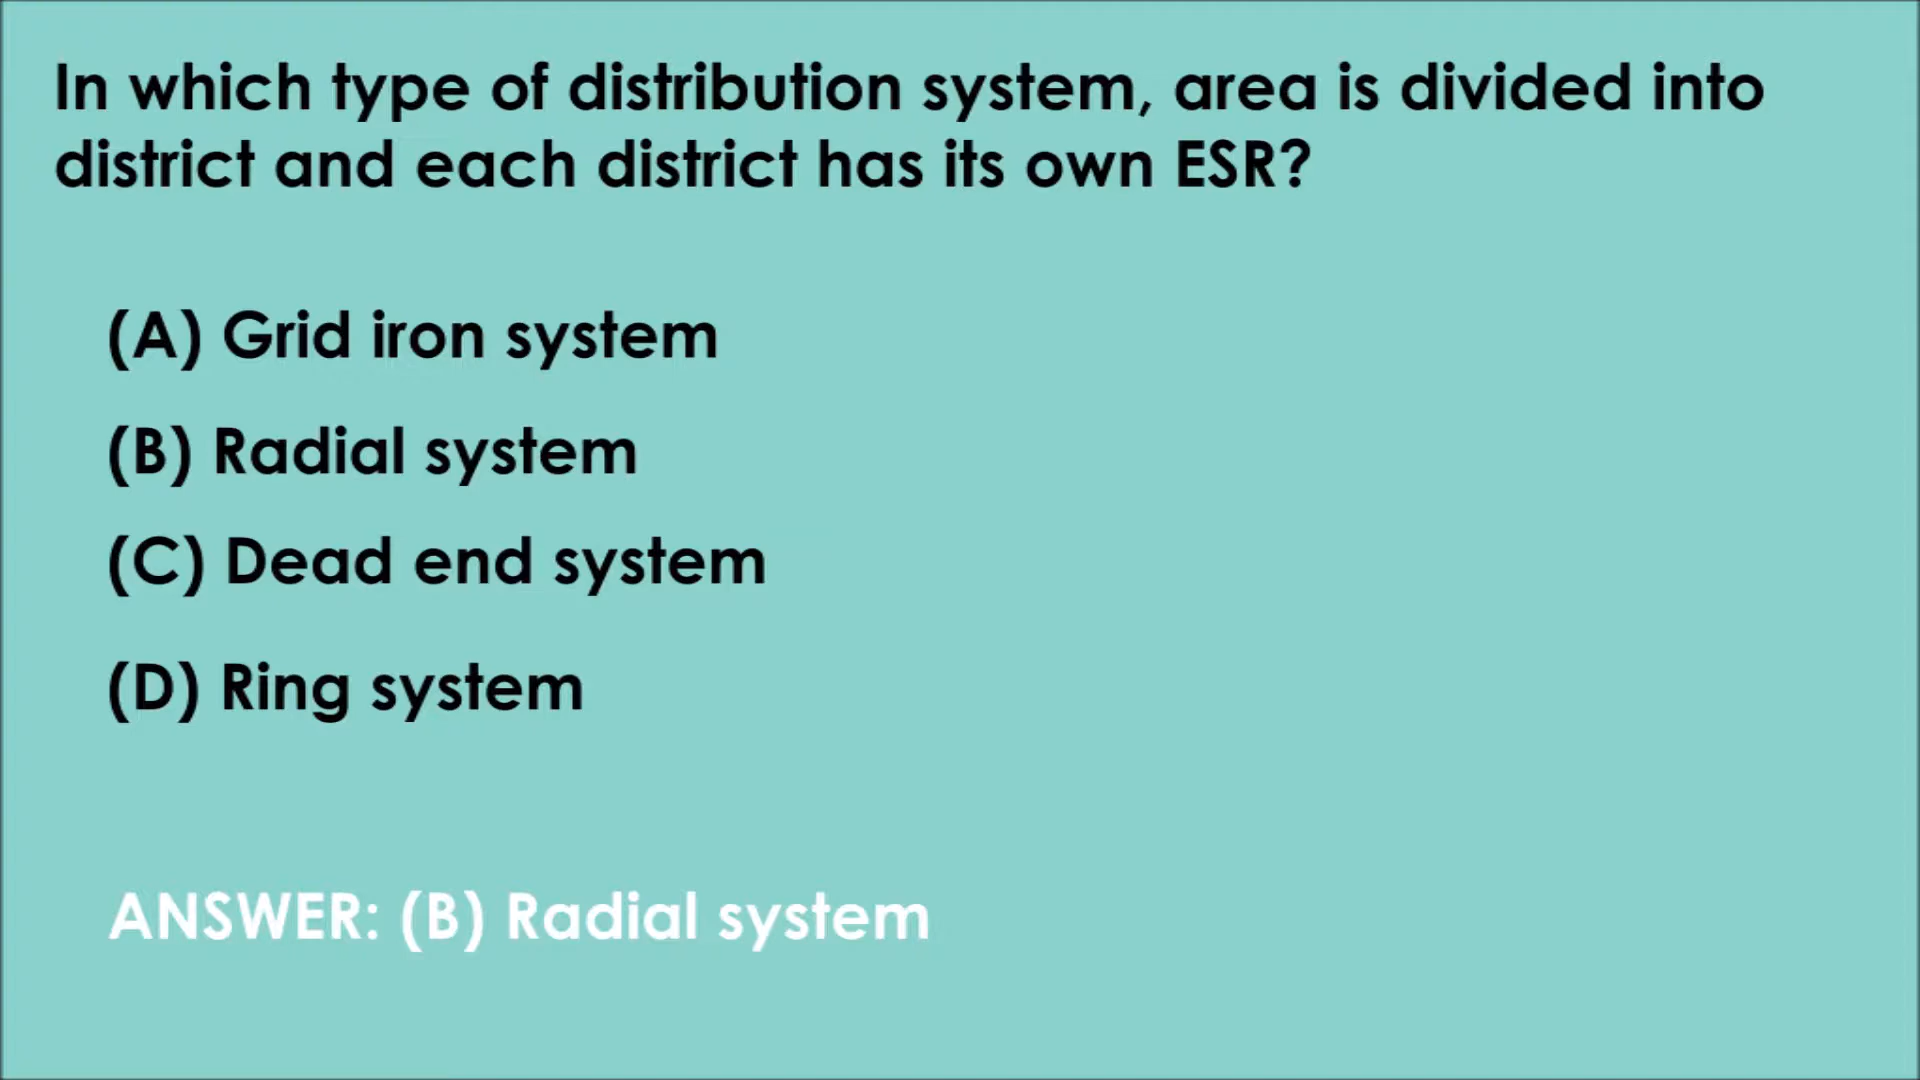 In which type of distribution system, area is divided into
district and each district has its own ESR?
(A) Grid iron system
(B) Radial system
(C) Dead end system
(D) Ring system
ANSWER: (B) Radial system